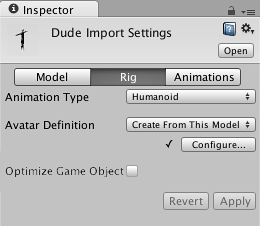 Inspector
Dude Import Settings
Open
Model Rig Animations
Animation Type Humanoid
Avatar Definition Create From This Model
Configure...
Optimize Game Object
Revert Apply